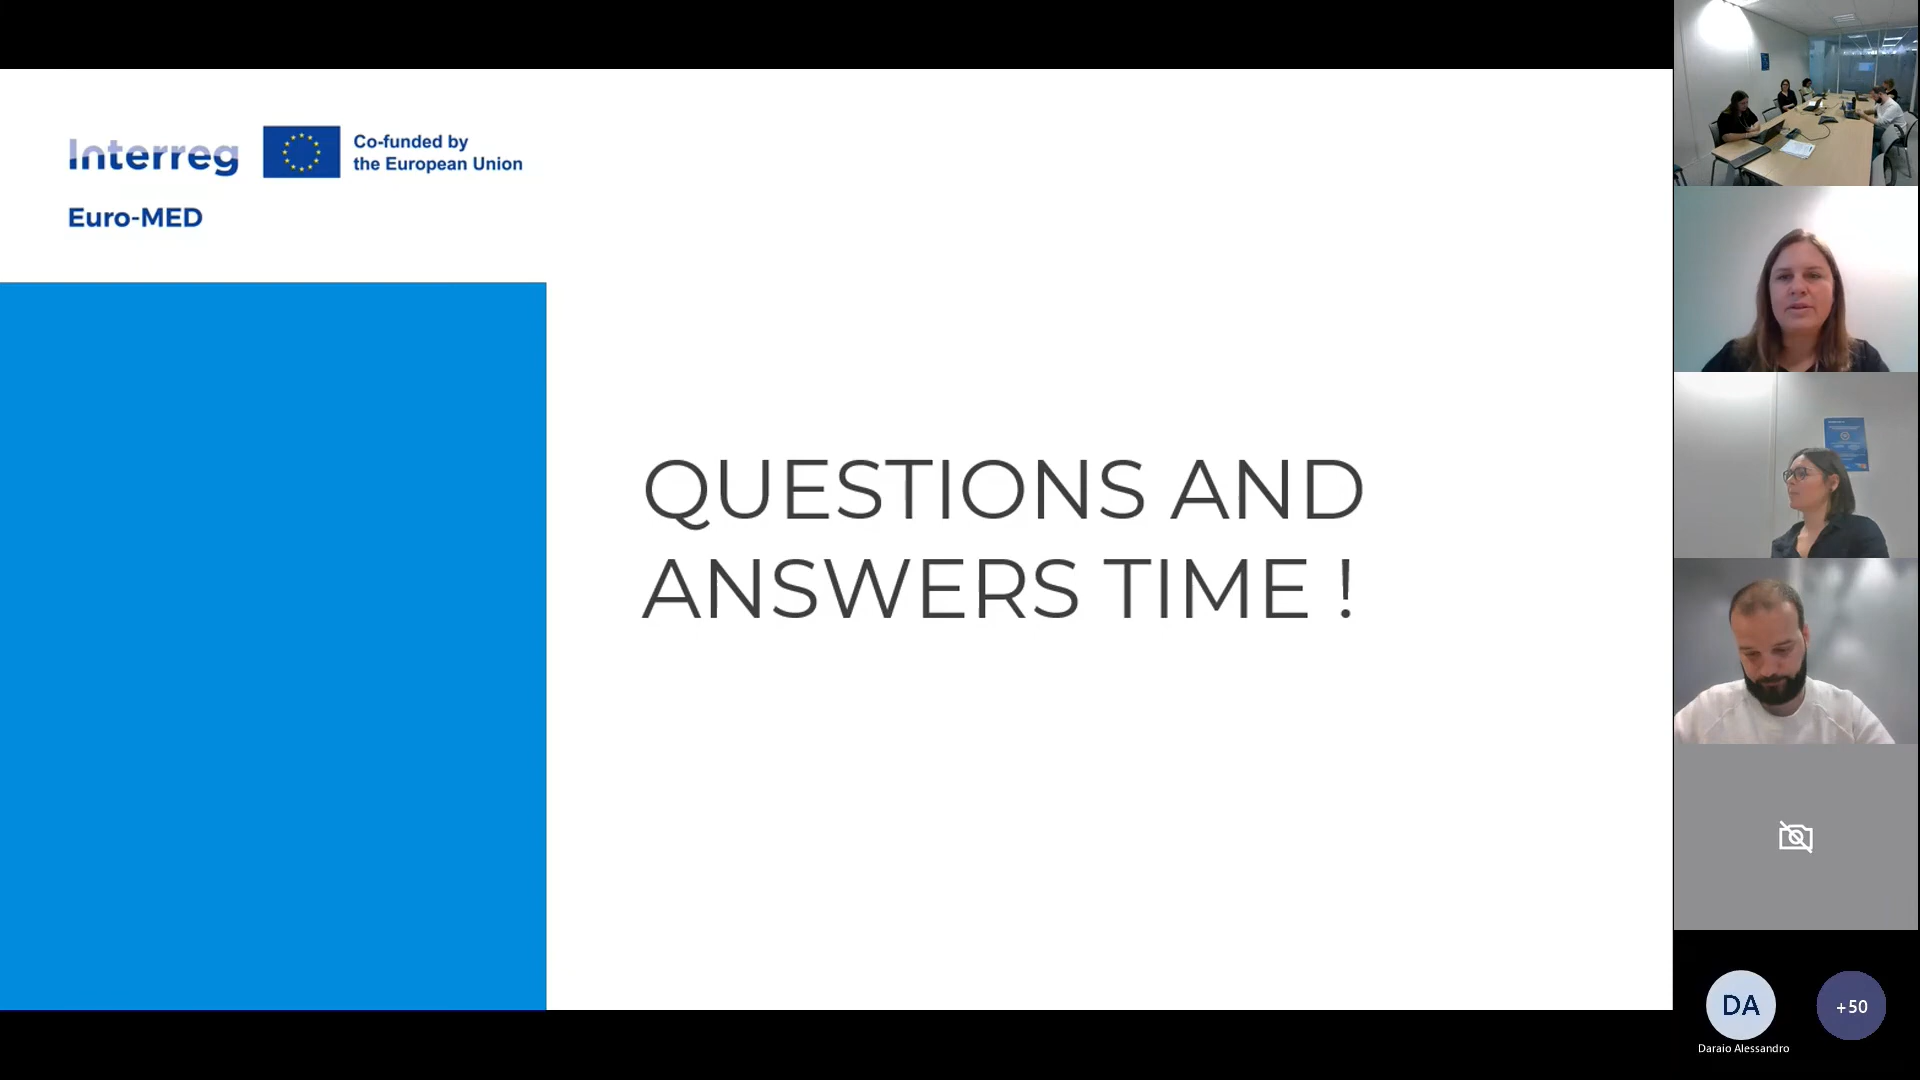 Interreg
Co-funded by
the European Union
Euro-MED
QUESTIONS AND
ANSWERS TIME !
DA
+50
Daraio Alessandro